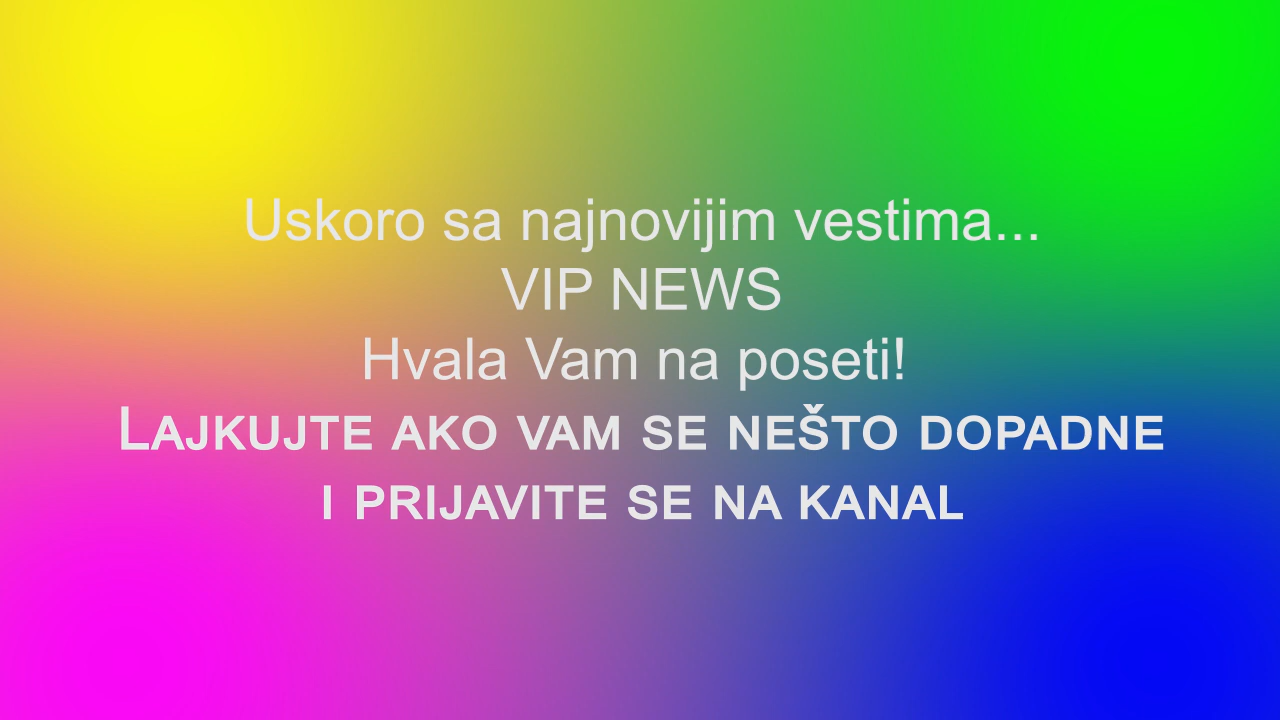 Uskoro sa najnovijim vestima...
VIP NEWS
Hvala Vam na poseti!
LAJKUJTE AKO VAM SE NEŠTO DOPADNE
I PRIJAVITE SE NA KANAL